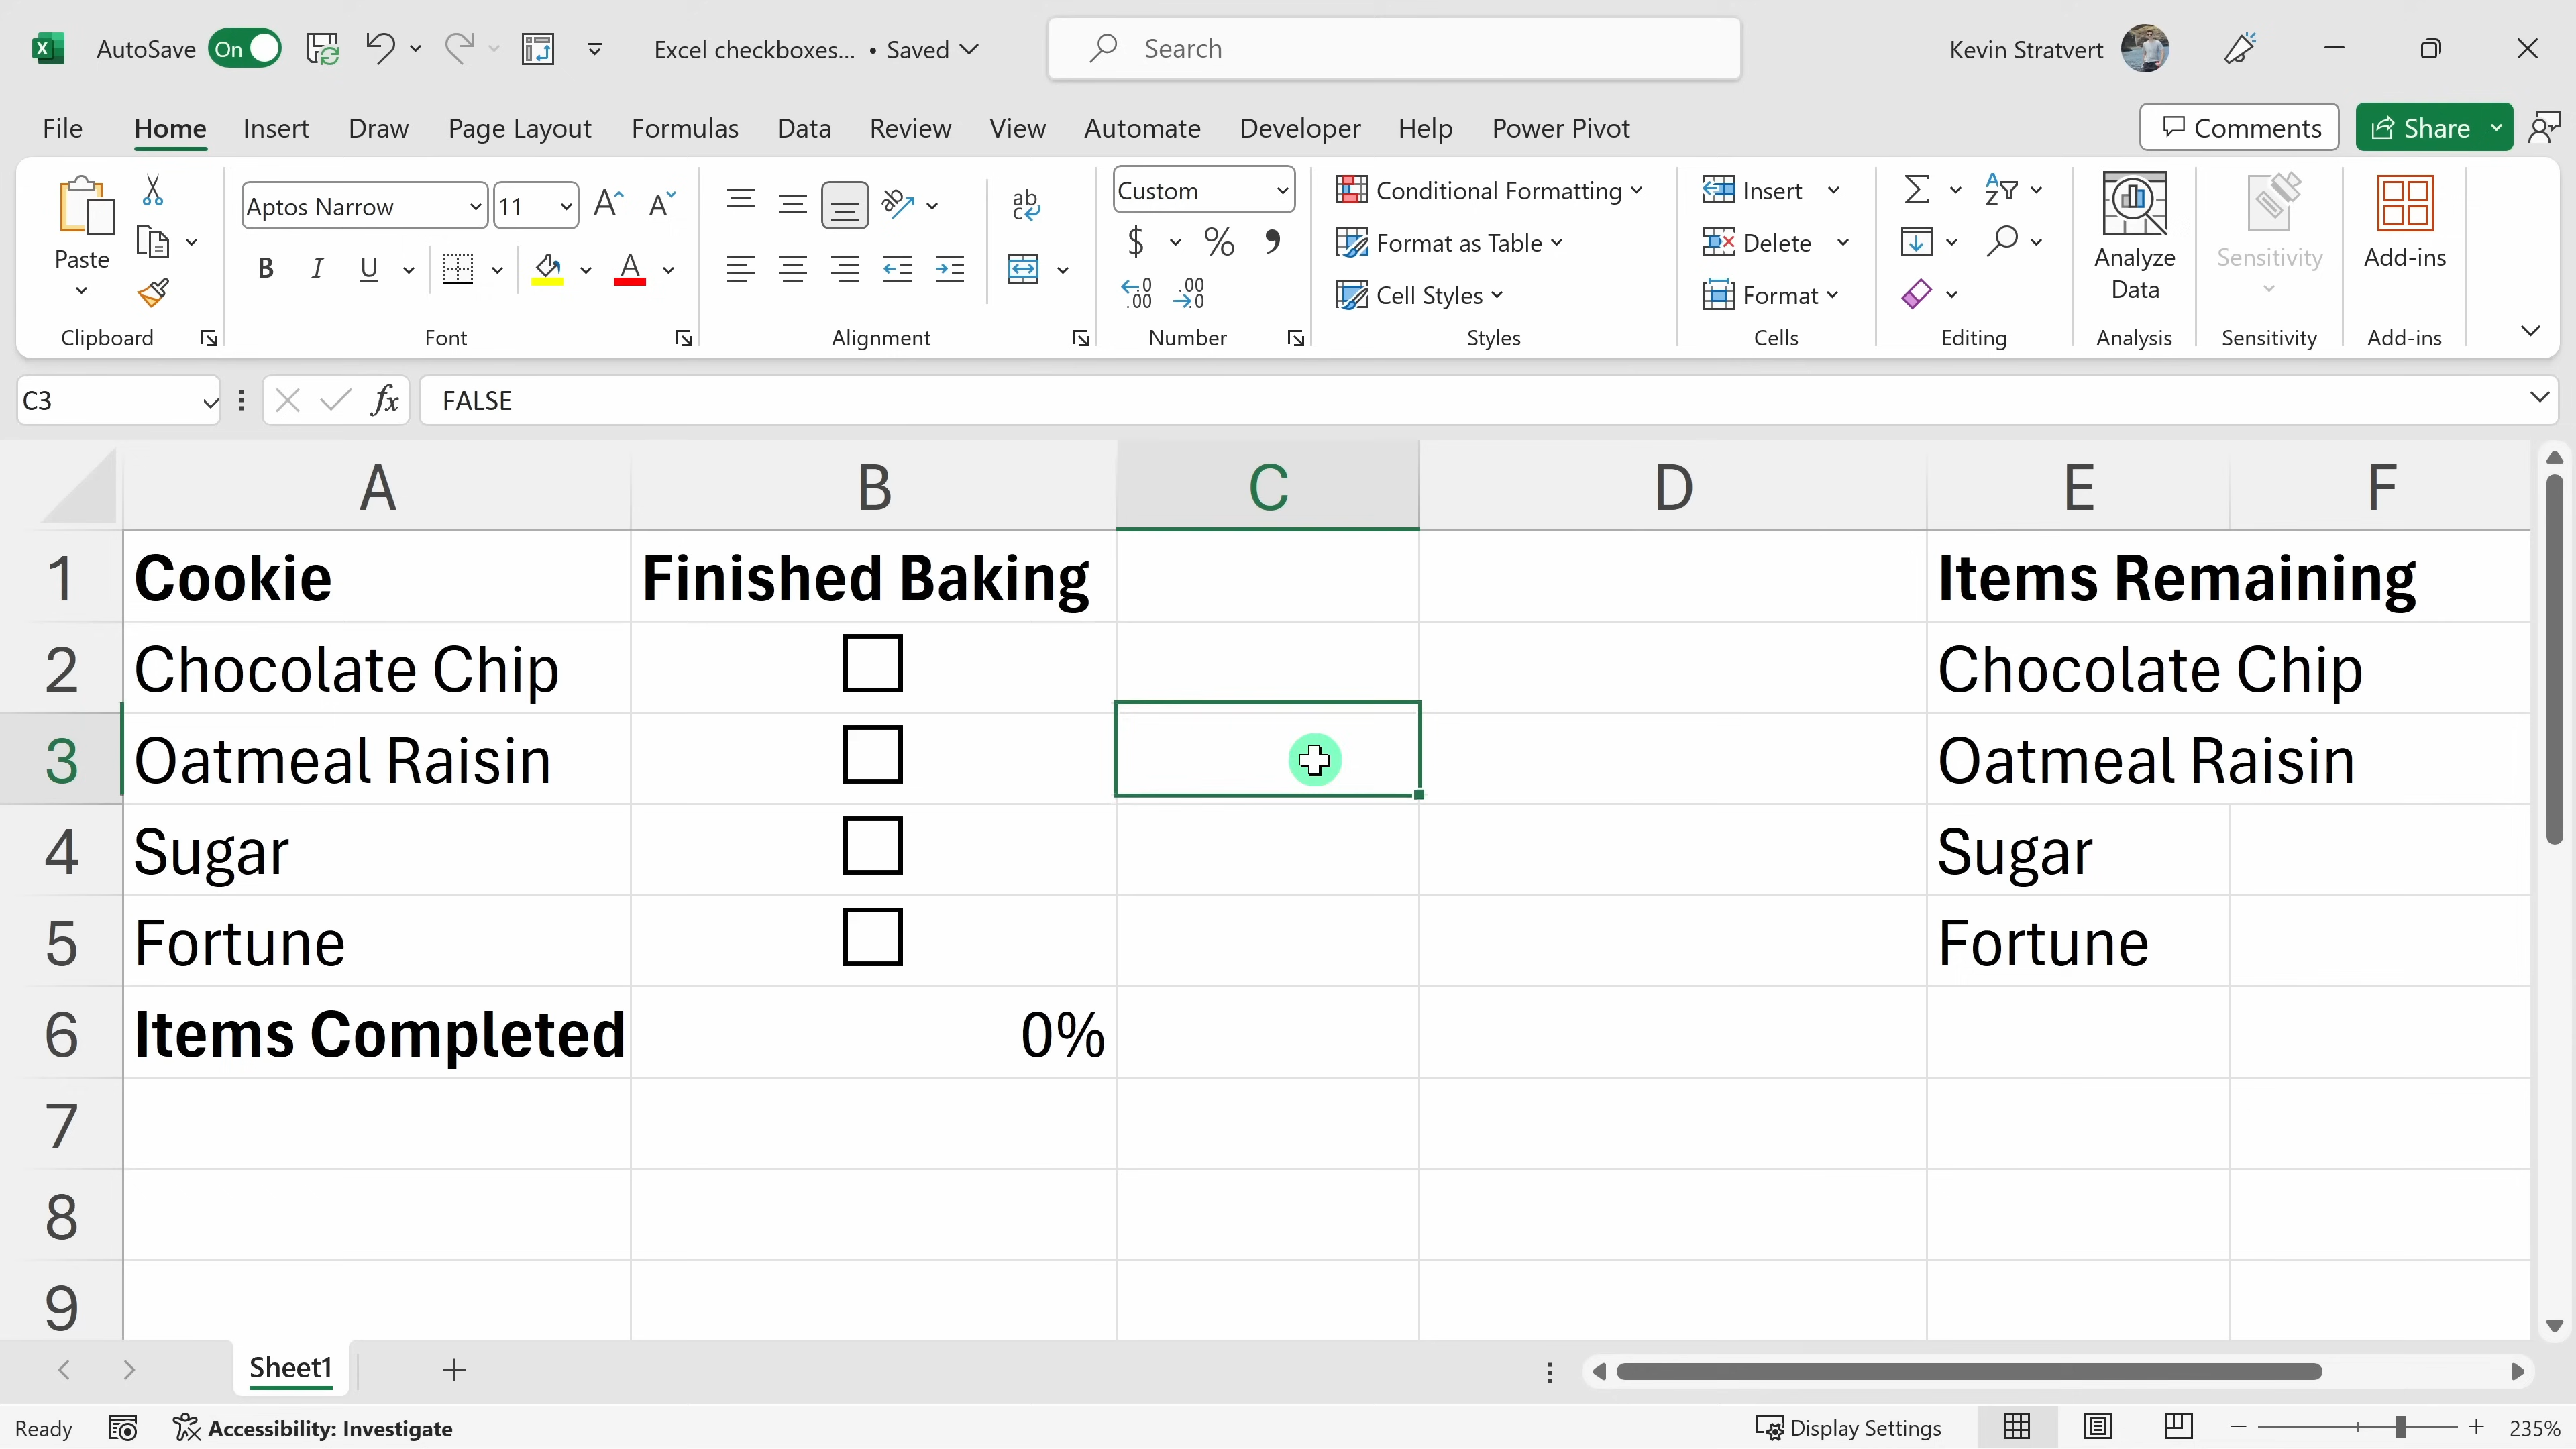 AutoSave On Excel checkboxes... • Saved Search Kevin Stratvert
File Home Insert Draw Page Layout Formulas Data Review View Automate Developer Help Power Pivot Comments Share
Paste Aptos Narrow 11 Custom Conditional Formatting Insert
B I U A ab c $ % Format as Table Delete Analyze Data Sensitivity Add-ins
Cell Styles Format
Clipboard Font Alignment Number Styles Cells Editing Analysis Sensitivity Add-ins
C3 fx FALSE
A B C D E F
1 Cookie Finished Baking Items Remaining
2 Chocolate Chip Chocolate Chip
3 Oatmeal Raisin Oatmeal Raisin
4 Sugar Sugar
5 Fortune Fortune
6 Items Completed 0%
7
8
9
Sheet1
Ready Accessibility: Investigate Display Settings 235%